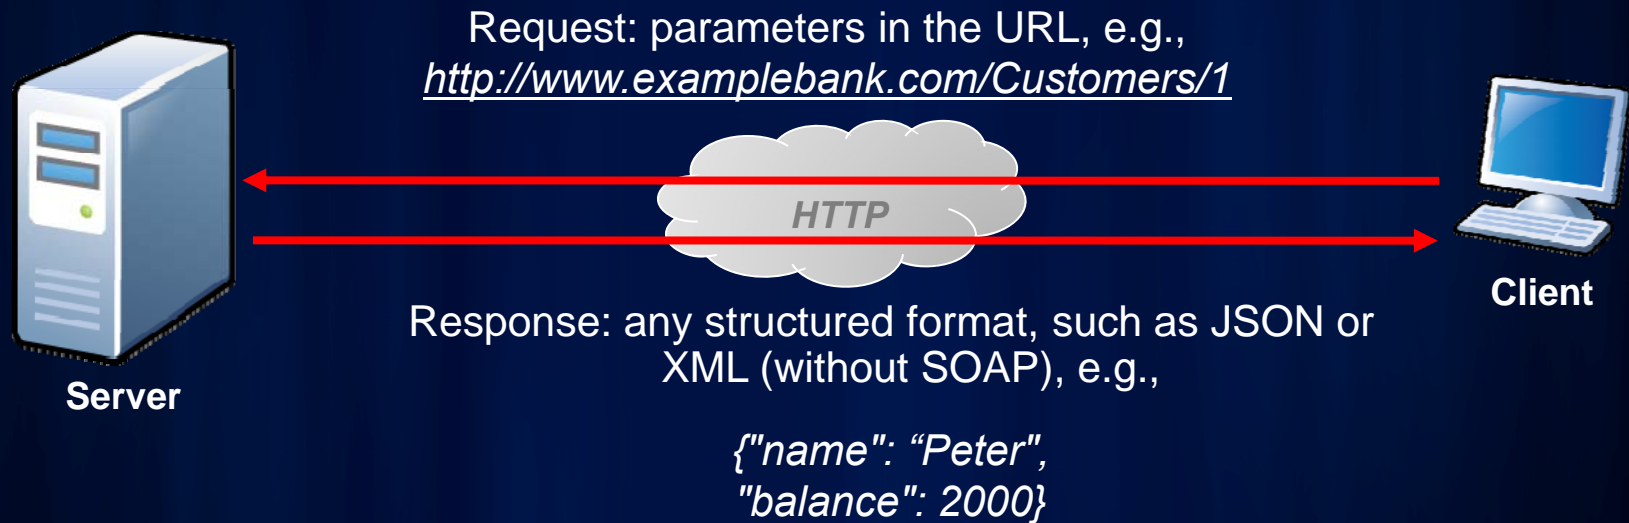 Request: parameters in the URL, e.g.,
http://www.examplebank.com/Customers/1
HTTP
Client
Response: any structured format, such as JSON or
XML (without SOAP), e.g.,
Server
{"name": “Peter",
"balance": 2000}